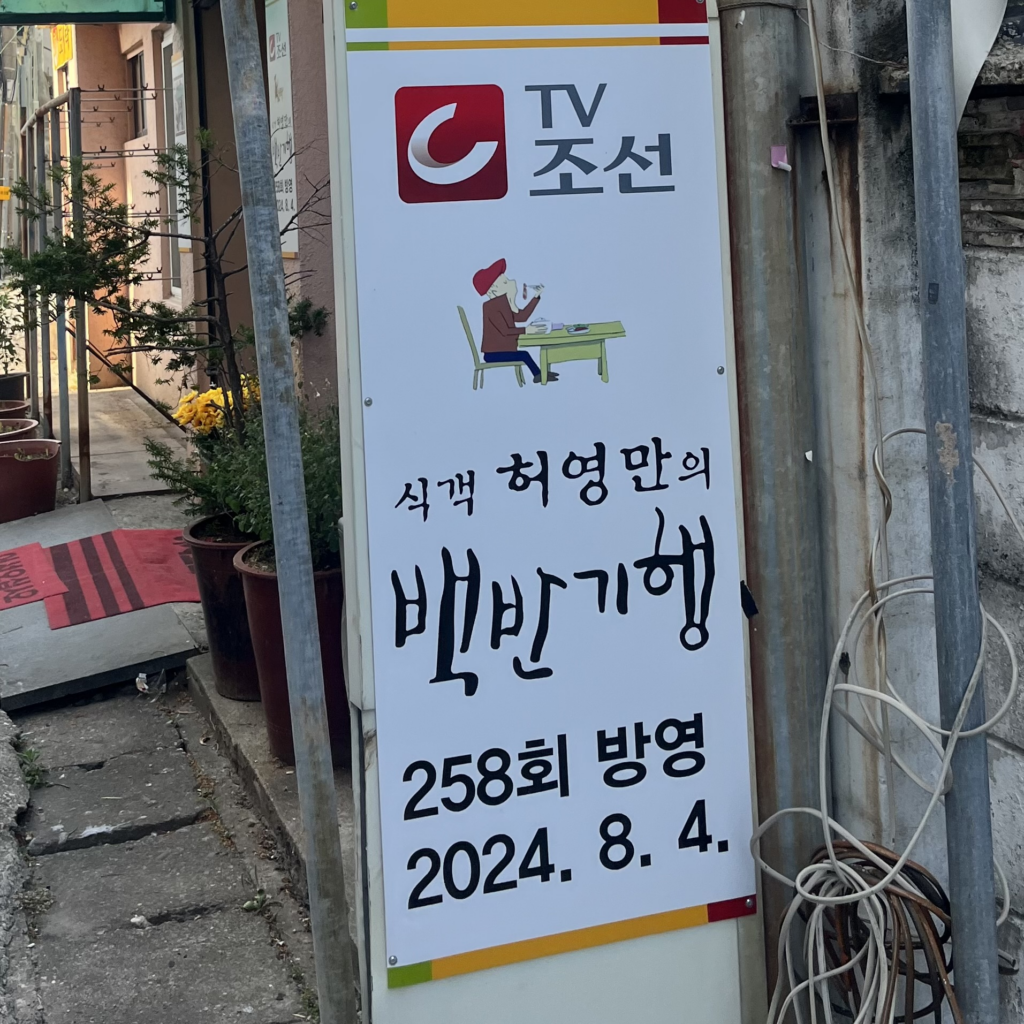 TV
조선
식객 허영만의
백반기행
258회 방영
2024. 8. 4.